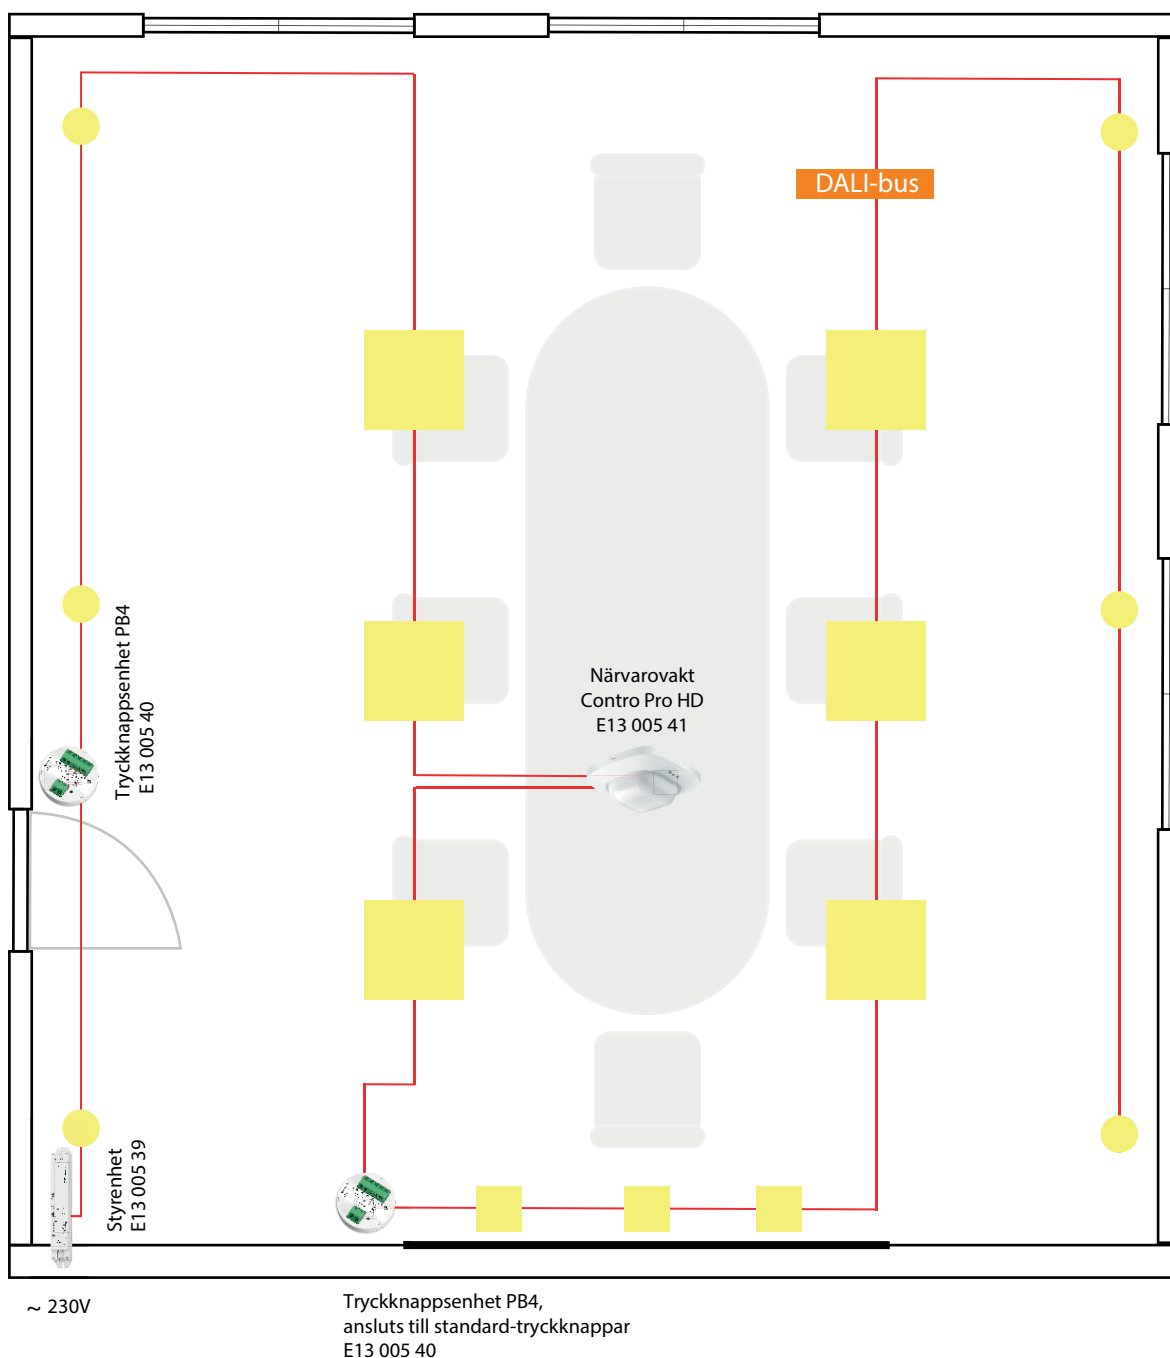 DALI-bus
Tryckknappsenhet PB4
E13 005 40
Närvarovakt
Contro Pro HD
E13 005 41
Styrenhet
E13 005 39
~ 230V
Tryckknappsenhet PB4,
ansluts till standard-tryckknappar
E13 005 40